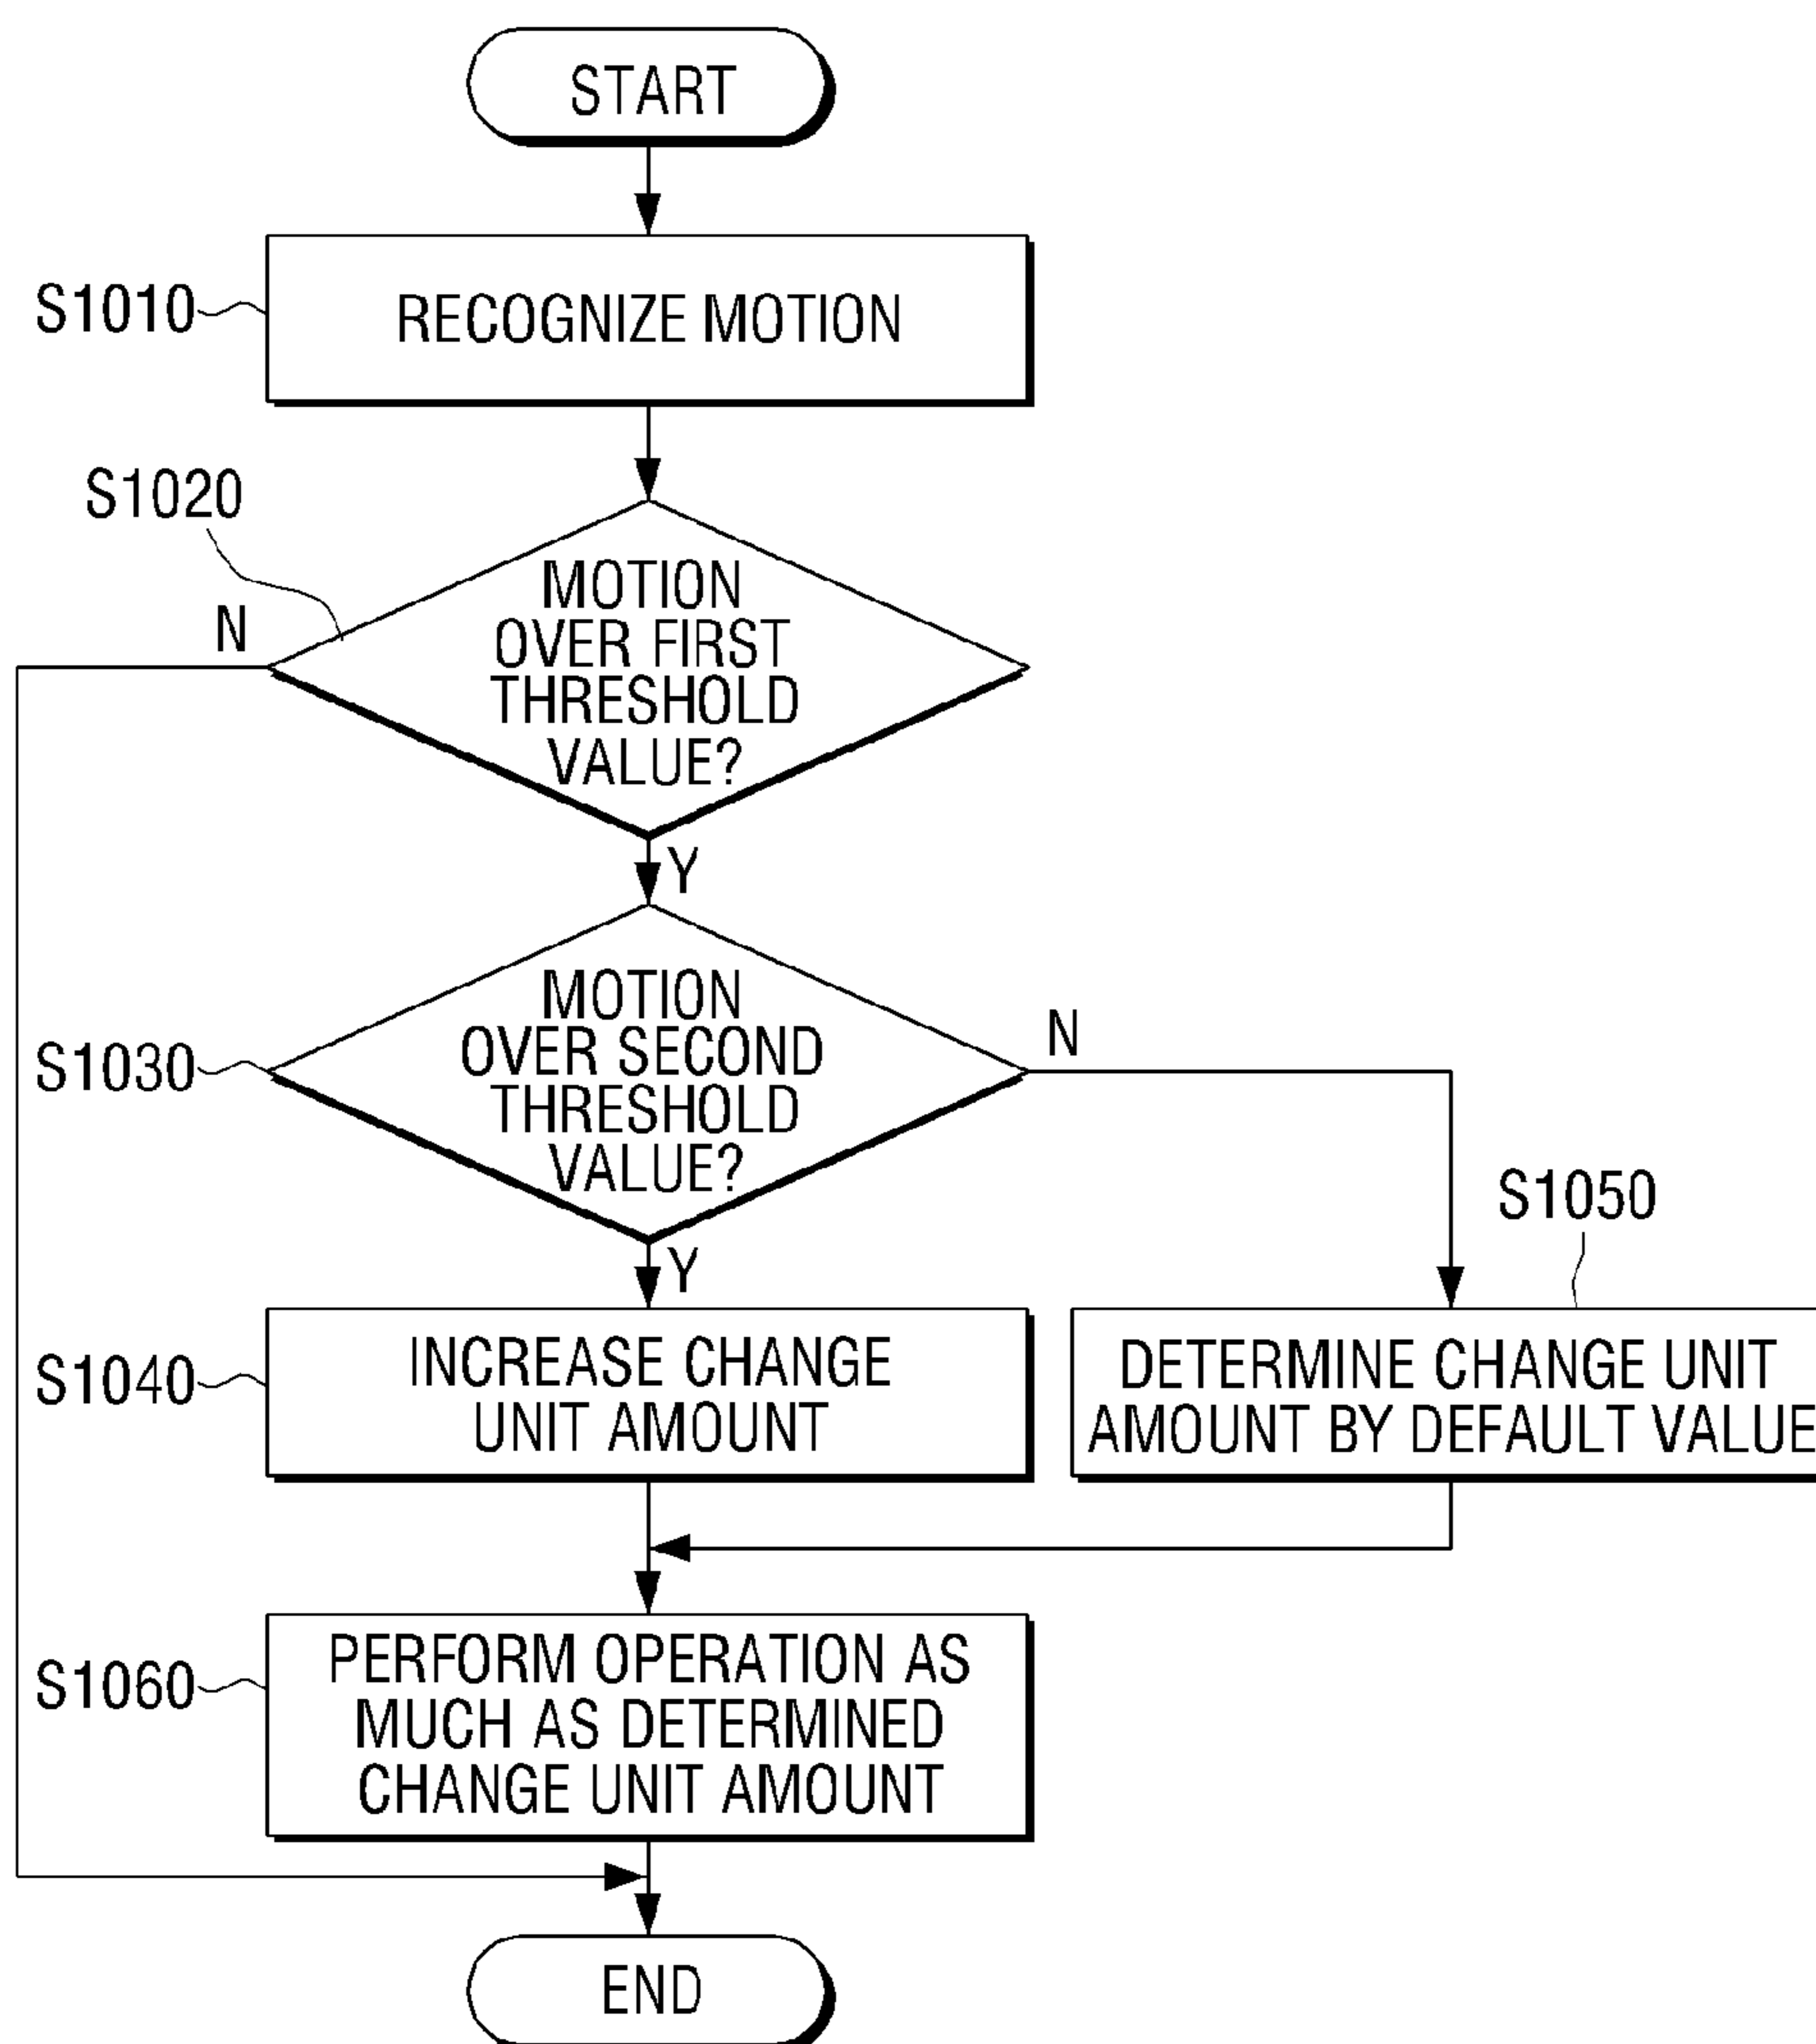 START
S1010
RECOGNIZE MOTION
S1020
N
MOTION
OVER FIRST
THRESHOLD
VALUE?
Y
MOTION
OVER SECOND
THRESHOLD
VALUE?
S1030
N
Y
S1050
S1040
INCREASE CHANGE
UNIT AMOUNT
DETERMINE CHANGE UNIT
AMOUNT BY DEFAULT VALUE
S1060
PERFORM OPERATION AS
MUCH AS DETERMINED
CHANGE UNIT AMOUNT
END